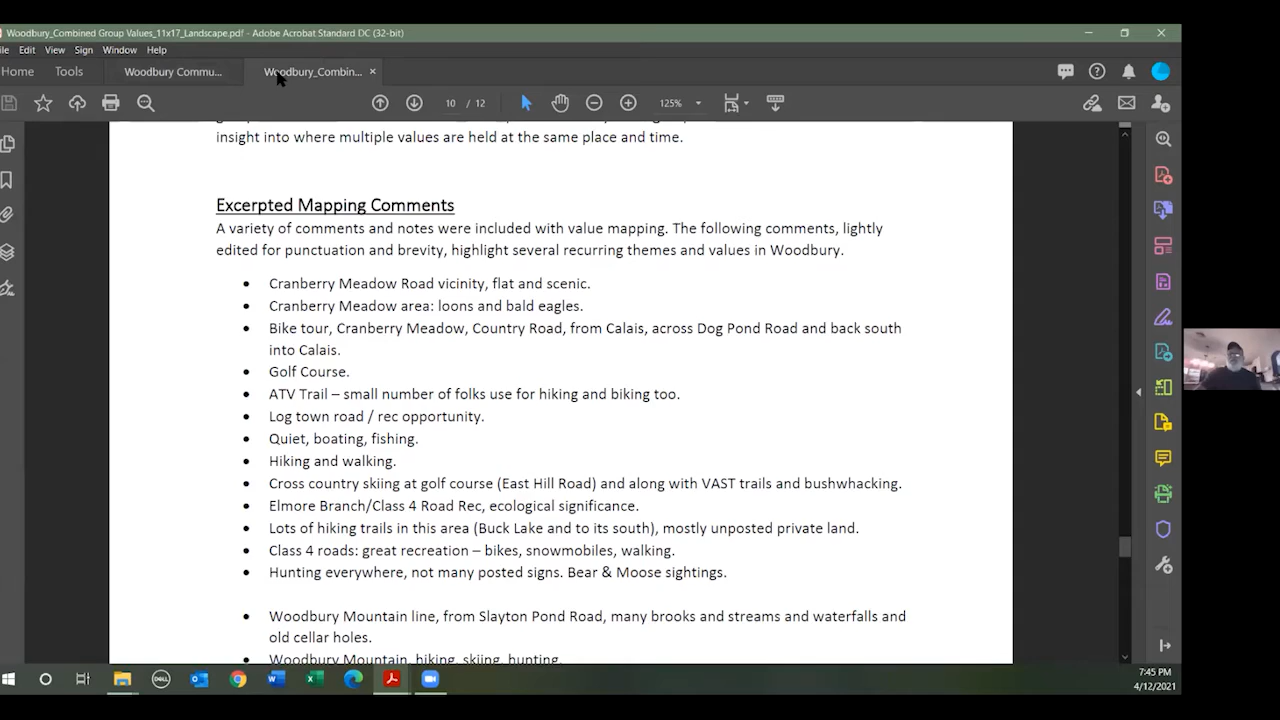 Woodbury_Combined Group Values_11x17_Landscape.pdf - Adobe Acrobat Standard DC (32-bit)
ile Edit View Sign Window Help
Home Tools Woodbury Commu... Woodbury_Combin... ×
10 / 12 125%
insight into where multiple values are held at the same place and time.
Excerpted Mapping Comments
A variety of comments and notes were included with value mapping. The following comments, lightly
edited for punctuation and brevity, highlight several recurring themes and values in Woodbury.
• Cranberry Meadow Road vicinity, flat and scenic.
• Cranberry Meadow area: loons and bald eagles.
• Bike tour, Cranberry Meadow, Country Road, from Calais, across Dog Pond Road and back south
into Calais.
• Golf Course.
• ATV Trail – small number of folks use for hiking and biking too.
• Log town road / rec opportunity.
• Quiet, boating, fishing.
• Hiking and walking.
• Cross country skiing at golf course (East Hill Road) and along with VAST trails and bushwhacking.
• Elmore Branch/Class 4 Road Rec, ecological significance.
• Lots of hiking trails in this area (Buck Lake and to its south), mostly unposted private land.
• Class 4 roads: great recreation – bikes, snowmobiles, walking.
• Hunting everywhere, not many posted signs. Bear & Moose sightings.
• Woodbury Mountain line, from Slayton Pond Road, many brooks and streams and waterfalls and
old cellar holes.
• Woodbury Mountain, hiking, skiing, hunting.
DELL
7:45 PM
4/12/2021